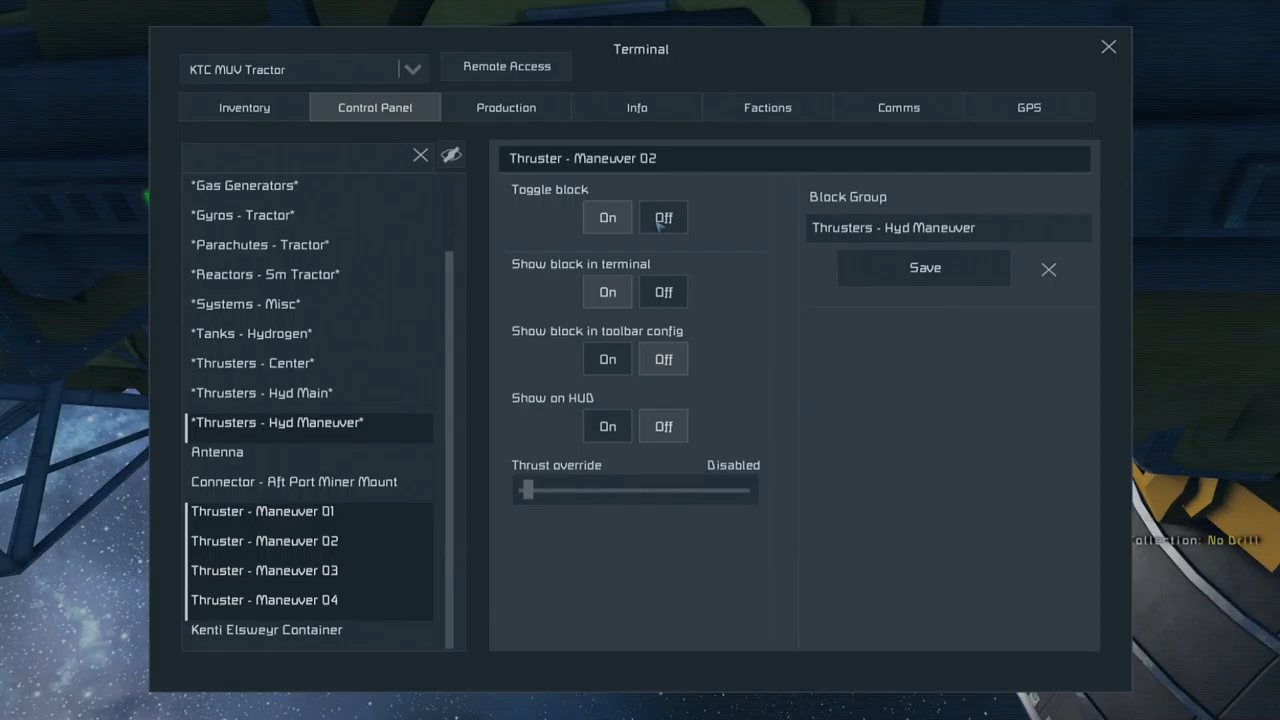 Terminal
KTC MUV Tractor
Remote Access
Inventory
Control Panel
Production
Info
Factions
Comms
GPS
*Gas Generators*
*Gyros - Tractor*
*Parachutes - Tractor*
*Reactors - Sm Tractor*
*Systems - Misc*
*Tanks - Hydrogen*
*Thrusters - Center*
*Thrusters - Hyd Main*
*Thrusters - Hyd Maneuver*
Antenna
Connector - Aft Port Miner Mount
Thruster - Maneuver 01
Thruster - Maneuver 02
Thruster - Maneuver 03
Thruster - Maneuver 04
Kenti Elsweyr Container
Thruster - Maneuver 02
Toggle block
On Off
Show block in terminal
On Off
Show block in toolbar config
On Off
Show on HUD
On Off
Thrust override Disabled
Block Group
Thrusters - Hyd Maneuver
Save
ollection: No Drill